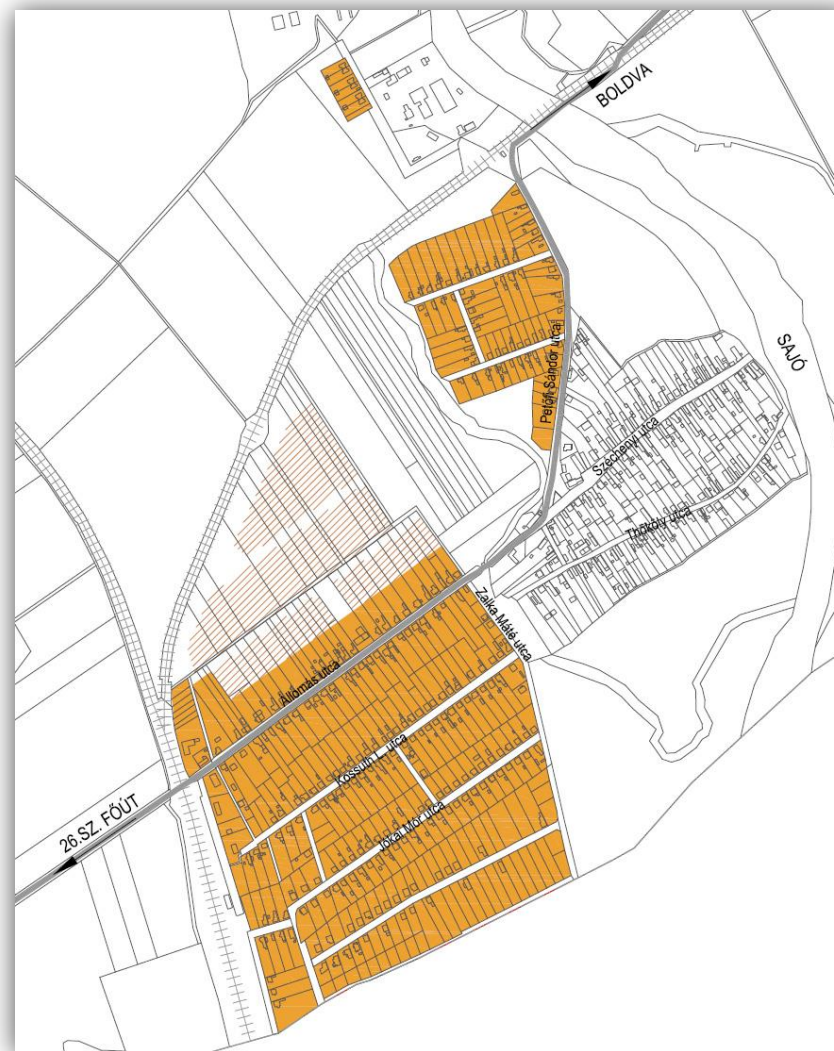 BOLDVA
SAJÓ
Petőfi Sándor utca
Széchenyi utca
Thököly utca
Zalka Máté utca
Állomás utca
Kossuth L. utca
Jókai Mór utca
26.SZ. FŐÚT